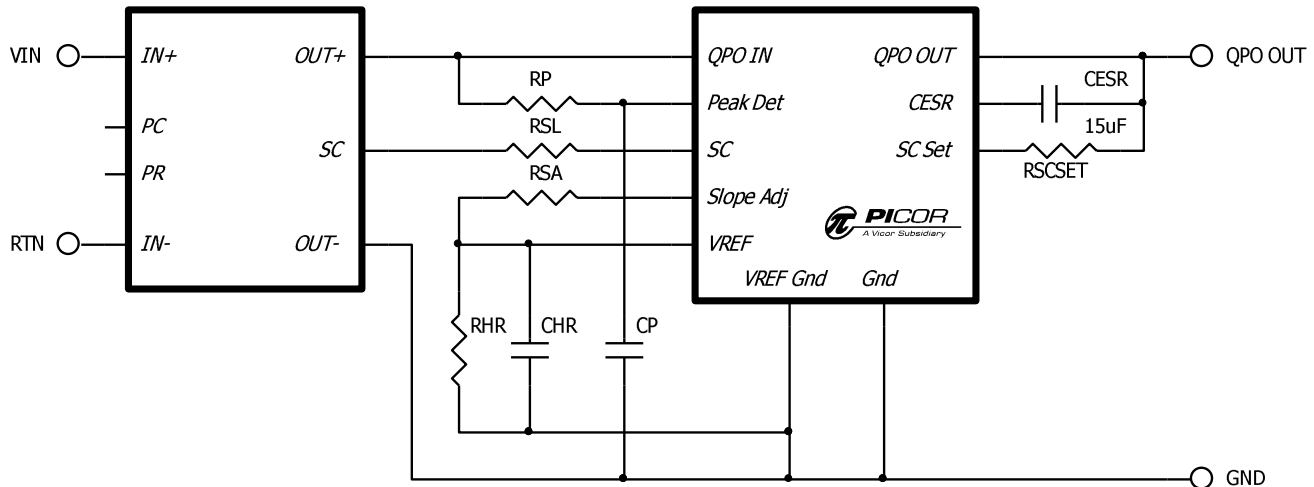 VIN
IN+
OUT+
QPO IN
QPO OUT
QPO OUT
RP
CESR
Peak Det
CESR
PC
RSL
15uF
SC
SC
SC Set
PR
RSA
RSCSET
Slope Adj
PICOR
A Vicor Subsidiary
RTN
IN-
OUT-
VREF
VREF Gnd
Gnd
RHR
CHR
CP
GND